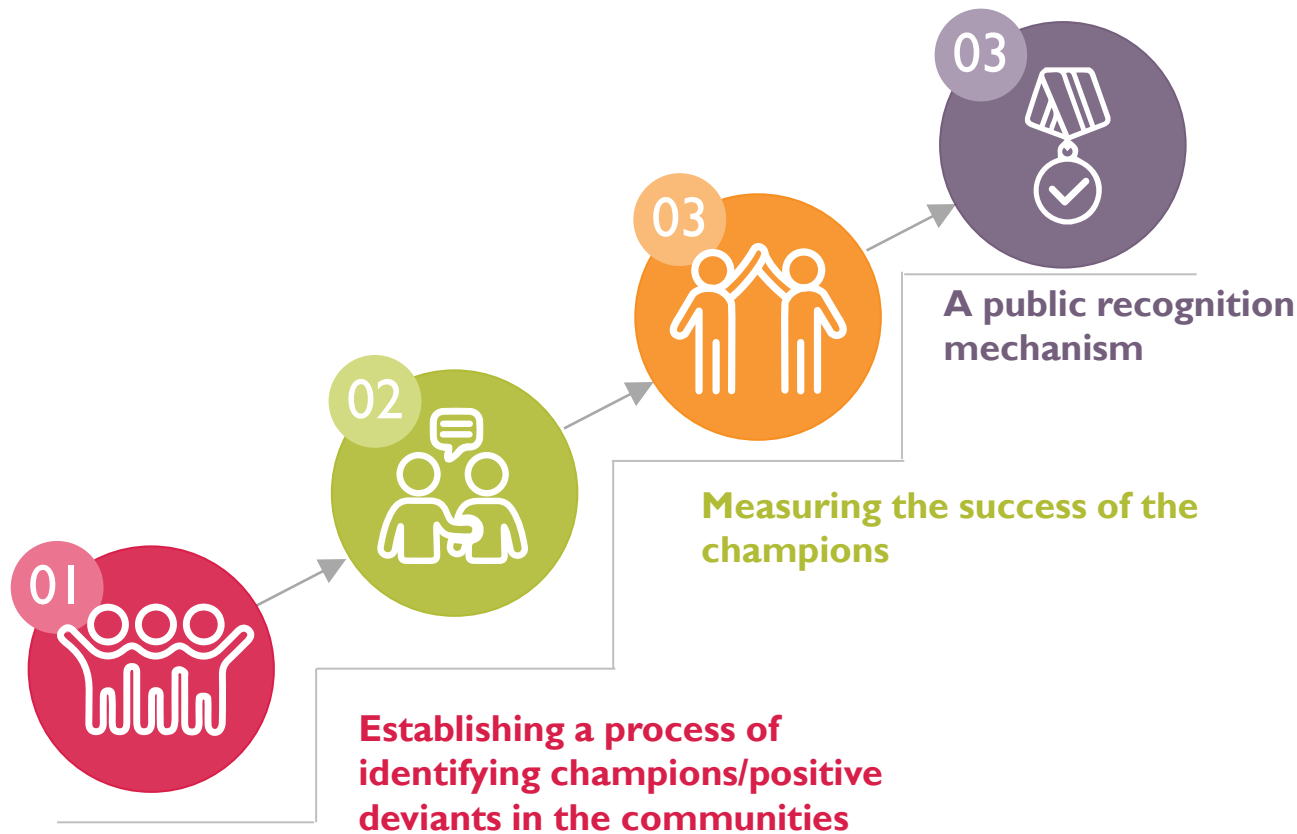 01
Establishing a process of
identifying champions/positive
deviants in the communities
02
Measuring the success of the
champions
03
A public recognition
mechanism
03